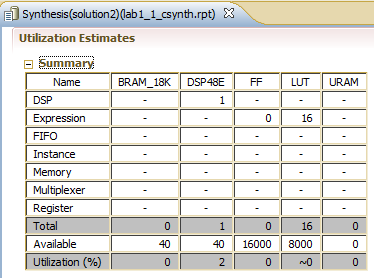 Synthesis(solution2)(lab1_1_csynth.rpt)
Utilization Estimates
Summary
Name BRAM_18K DSP48E FF LUT URAM
DSP - 1 - - -
Expression - - 0 16 -
FIFO - - - - -
Instance - - - - -
Memory - - - - -
Multiplexer - - - - -
Register - - - - -
Total 0 1 0 16 0
Available 40 40 16000 8000 0
Utilization (%) 0 2 0 ~0 0